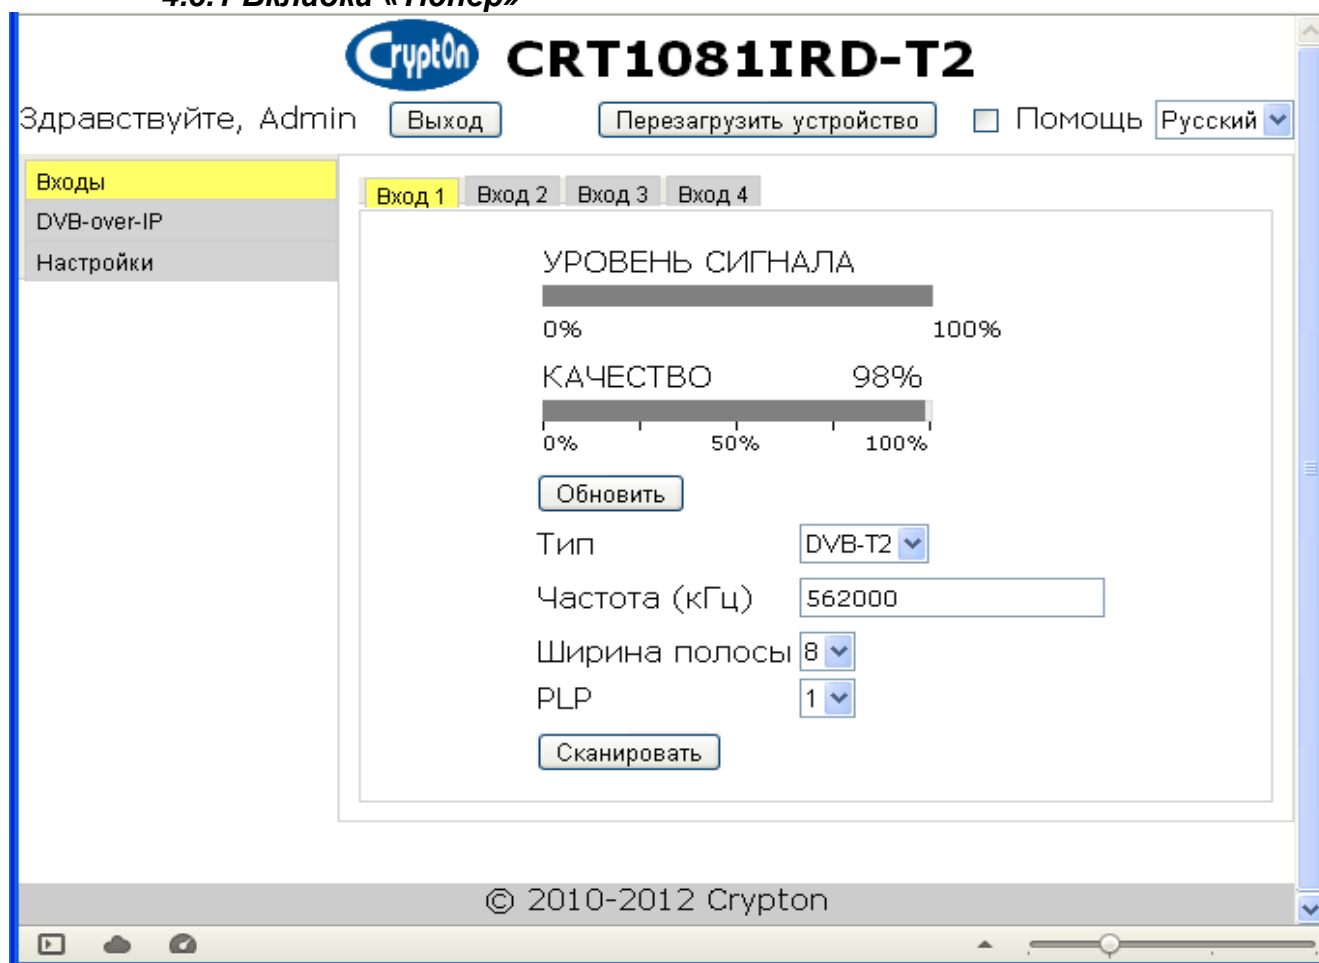 CryptOn CRT1081IRD-T2
Здравствуйте, Admin Выход Перезагрузить устройство Помощь Русский
Входы
DVB-over-IP
Настройки
Вход 1 Вход 2 Вход 3 Вход 4
УРОВЕНЬ СИГНАЛА
0% 100%
КАЧЕСТВО 98%
0% 50% 100%
Обновить
Тип DVB-T2
Частота (кГц) 562000
Ширина полосы 8
PLP 1
Сканировать
© 2010-2012 Crypton